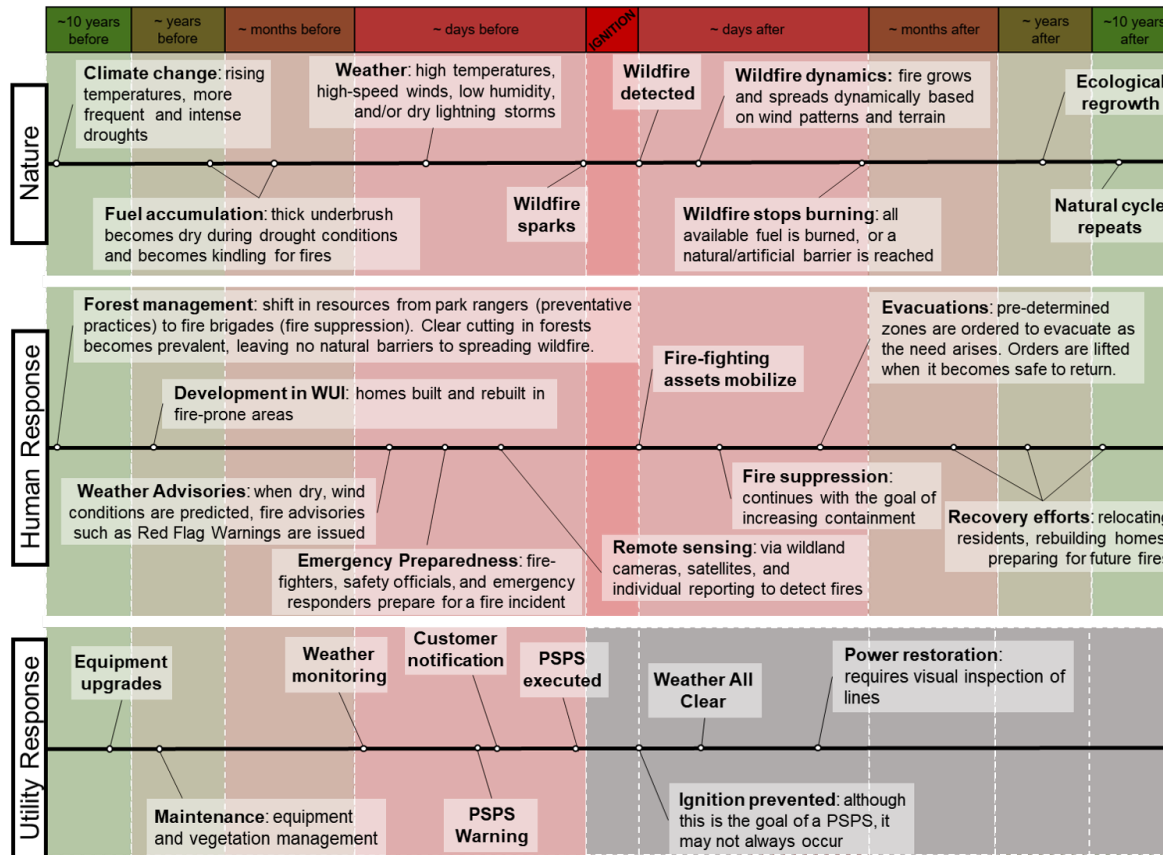 ~10 years
before
~years
before
~ months before
~ days before
IGNITION
~ days after
~ months after
~years
after
~10 years
after
Nature
Climate change: rising
temperatures, more
frequent and intense
droughts
Weather: high temperatures,
high-speed winds, low humidity,
and/or dry lightning storms
Wildfire
detected
Wildfire dynamics: fire grows
and spreads dynamically based
on wind patterns and terrain
Ecological
regrowth
Fuel accumulation: thick underbrush
becomes dry during drought conditions
and becomes kindling for fires
Wildfire
sparks
Wildfire stops burning: all
available fuel is burned, or a
natural/artificial barrier is reached
Natural cycle
repeats
Human Response
Forest management: shift in resources from park rangers (preventative
practices) to fire brigades (fire suppression). Clear cutting in forests
becomes prevalent, leaving no natural barriers to spreading wildfire.
Development in WUI: homes built and rebuilt in
fire-prone areas
Fire-fighting
assets mobilize
Evacuations: pre-determined
zones are ordered to evacuate as
the need arises. Orders are lifted
when it becomes safe to return.
Weather Advisories: when dry, wind
conditions are predicted, fire advisories
such as Red Flag Warnings are issued
Emergency Preparedness: fire-
fighters, safety officials, and emergency
responders prepare for a fire incident
Remote sensing: via wildland
cameras, satellites, and
individual reporting to detect fires
Fire suppression:
continues with the goal of
increasing containment
Recovery efforts: relocating
residents, rebuilding homes,
preparing for future fires
Utility Response
Equipment
upgrades
Weather
monitoring
Customer
notification
PSPS
executed
Weather All
Clear
Power restoration:
requires visual inspection of
lines
Maintenance: equipment
and vegetation management
PSPS
Warning
Ignition prevented: although
this is the goal of a PSPS, it
may not always occur